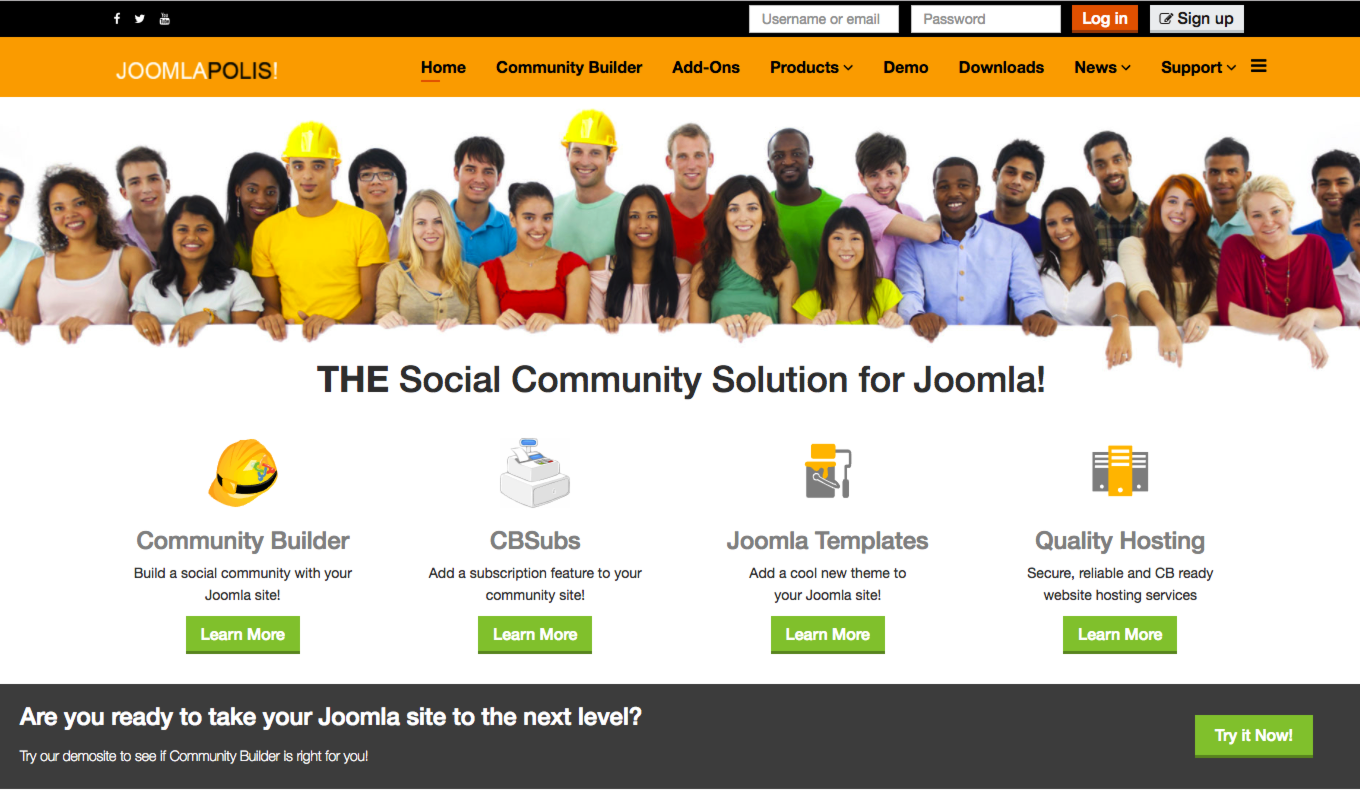 Username or email Password Log in Sign up
JOOMLAPOLIS! Home Community Builder Add-Ons Products Demo Downloads News Support
THE Social Community Solution for Joomla!
Community Builder CBSubs Joomla Templates Quality Hosting
Build a social community with your Add a subscription feature to your Add a cool new theme to Secure, reliable and CB ready
Joomla site! community site! your Joomla site! website hosting services
Learn More Learn More Learn More Learn More
Are you ready to take your Joomla site to the next level?
Try it Now!
Try our demosite to see if Community Builder is right for you!